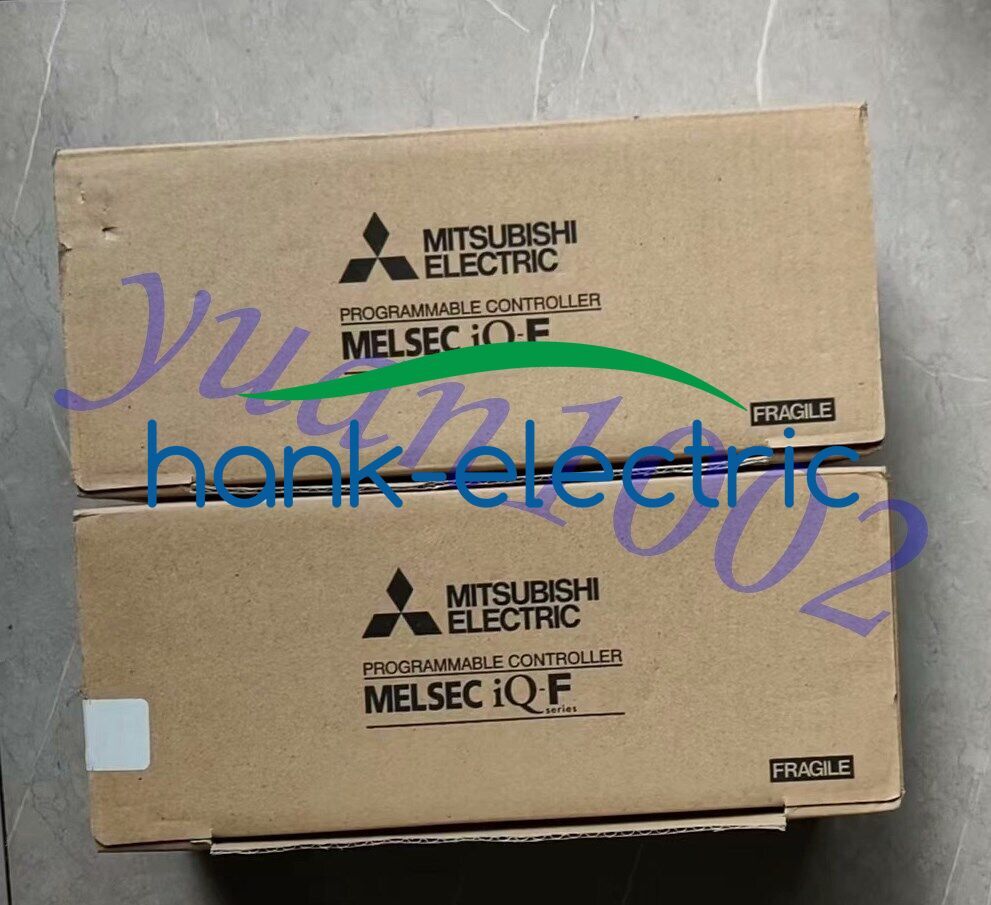 MITSUBISHI
ELECTRIC
PROGRAMMABLE CONTROLLER
MELSEC iQ-F
FRAGILE
yuan1002
hank-electric
MITSUBISHI
ELECTRIC
PROGRAMMABLE CONTROLLER
MELSEC iQ-F
series
FRAGILE